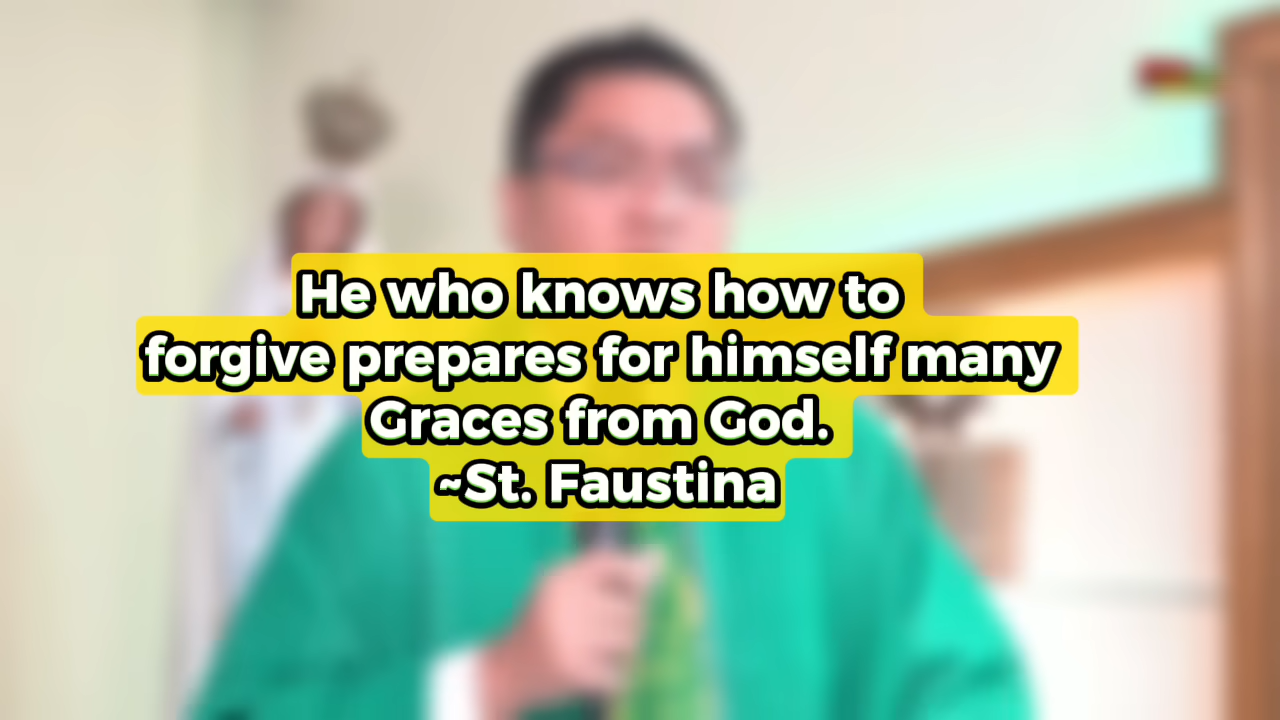 He who knows how to
forgive prepares for himself many
Graces from God.
~St. Faustina